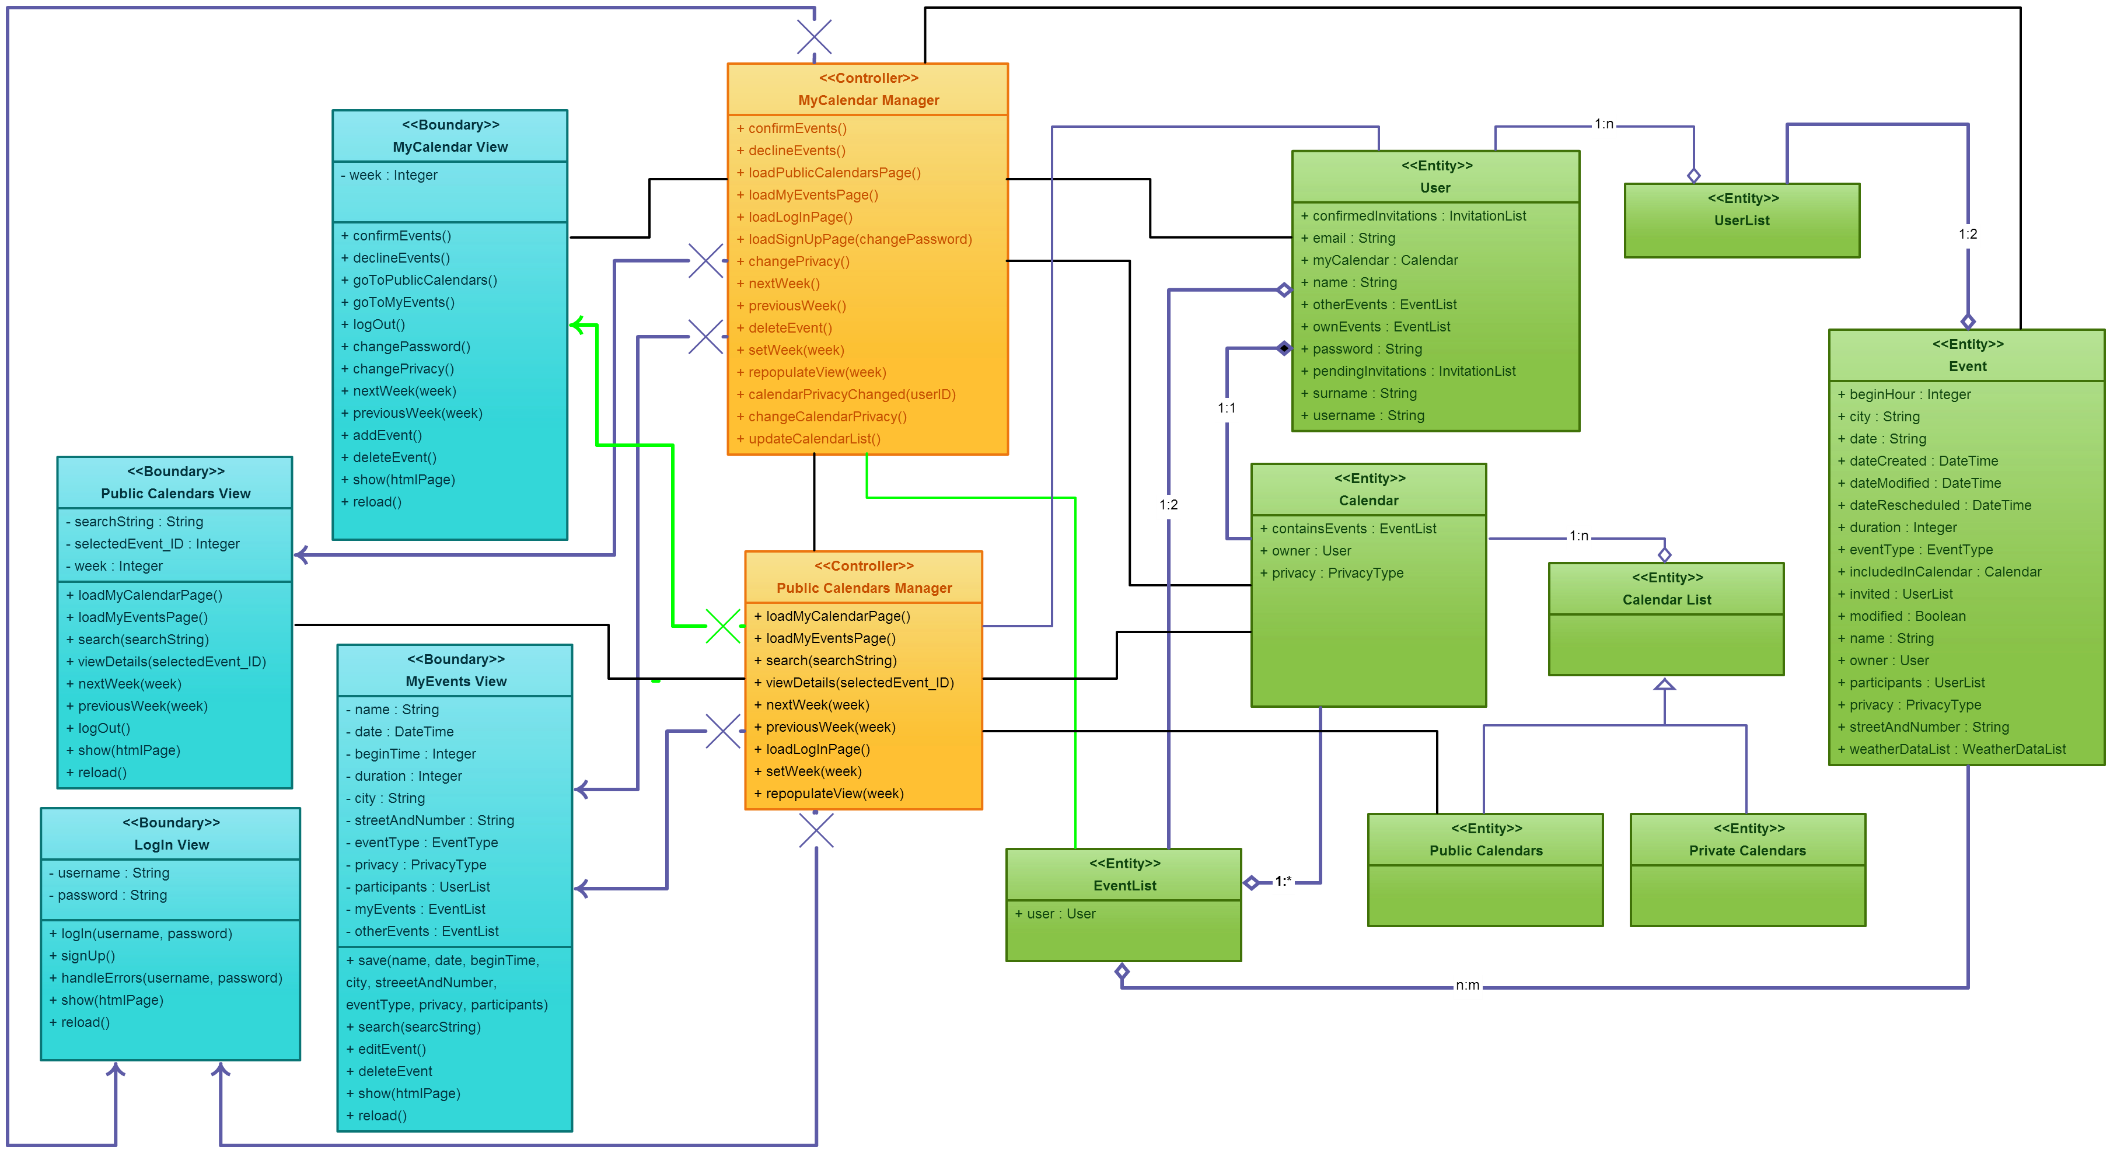 <<Controller>>
MyCalendar Manager
+ confirmEvents()
+ declineEvents()
+ loadPublicCalendarsPage()
+ loadMyEventsPage()
+ loadLogInPage()
+ loadSignUpPage(changePassword)
+ changePrivacy()
+ nextWeek()
+ previousWeek()
+ deleteEvent()
+ setWeek(week)
+ repopulateView(week)
+ calendarPrivacyChanged(userID)
+ changeCalendarPrivacy()
+ updateCalendarList()
<<Boundary>>
MyCalendar View
- week : Integer
+ confirmEvents()
+ declineEvents()
+ goToPublicCalendars()
+ goToMyEvents()
+ logOut()
+ changePassword()
+ changePrivacy()
+ nextWeek(week)
+ previousWeek(week)
+ addEvent()
+ deleteEvent()
+ show(htmlPage)
+ reload()
<<Entity>>
User
+ confirmedInvitations : InvitationList
+ email : String
+ myCalendar : Calendar
+ name : String
+ otherEvents : EventList
+ ownEvents : EventList
+ password : String
+ pendingInvitations : InvitationList
+ surname : String
+ username : String
1:n
<<Entity>>
UserList
1:2
<<Entity>>
Event
+ beginHour : Integer
+ city : String
+ date : String
+ dateCreated : DateTime
+ dateModified : DateTime
+ dateRescheduled : DateTime
+ duration : Integer
+ eventType : EventType
+ includedInCalendar : Calendar
+ invited : UserList
+ modified : Boolean
+ name : String
+ owner : User
+ participants : UserList
+ privacy : PrivacyType
+ streetAndNumber : String
+ weatherDataList : WeatherDataList
1:1
1:2
<<Boundary>>
Public Calendars View
- searchString : String
- selectedEvent_ID : Integer
- week : Integer
+ loadMyCalendarPage()
+ loadMyEventsPage()
+ search(searchString)
+ viewDetails(selectedEvent_ID)
+ nextWeek(week)
+ previousWeek(week)
+ logOut()
+ show(htmlPage)
+ reload()
<<Entity>>
Calendar
+ containsEvents : EventList
+ owner : User
+ privacy : PrivacyType
1:n
<<Entity>>
Calendar List
<<Controller>>
Public Calendars Manager
+ loadMyCalendarPage()
+ loadMyEventsPage()
+ search(searchString)
+ viewDetails(selectedEvent_ID)
+ nextWeek(week)
+ previousWeek(week)
+ loadLogInPage()
+ setWeek(week)
+ repopulateView(week)
<<Boundary>>
MyEvents View
- name : String
- date : DateTime
- beginTime : Integer
- duration : Integer
- city : String
- streetAndNumber : String
- eventType : EventType
- privacy : PrivacyType
- participants : UserList
- myEvents : EventList
- otherEvents : EventList
+ save(name, date, beginTime,
city, streeetAndNumber,
eventType, privacy, participants)
+ search(searcString)
+ editEvent()
+ deleteEvent
+ show(htmlPage)
+ reload()
<<Boundary>>
LogIn View
- username : String
- password : String
+ logIn(username, password)
+ signUp()
+ handleErrors(username, password)
+ show(htmlPage)
+ reload()
<<Entity>>
EventList
+ user : User
1:*
<<Entity>>
Public Calendars
<<Entity>>
Private Calendars
n:m